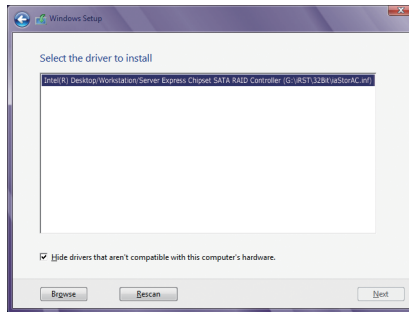 Windows Setup
Select the driver to install
Intel(R) Desktop/Workstation/Server Express Chipset SATA RAID Controller (G:\iRST\32Bit\iaStorAC.inf)
Hide drivers that aren't compatible with this computer's hardware.
Browse
Rescan
Next